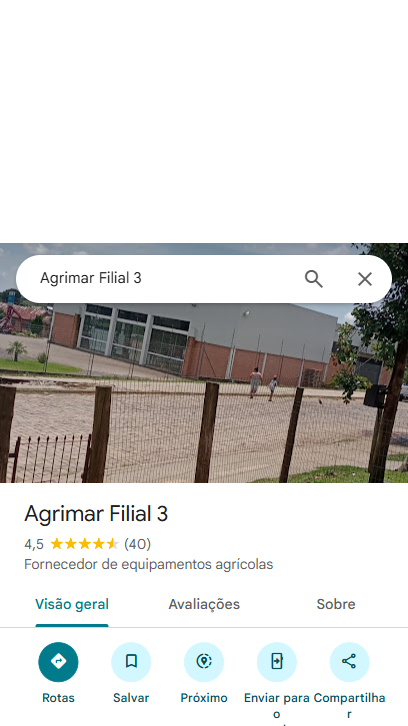 Agrimar Filial 3
Agrimar Filial 3
4,5 (40)
Fornecedor de equipamentos agrícolas
Visão geral Avaliações Sobre
Rotas Salvar Próximo Enviar para o Compartilhar